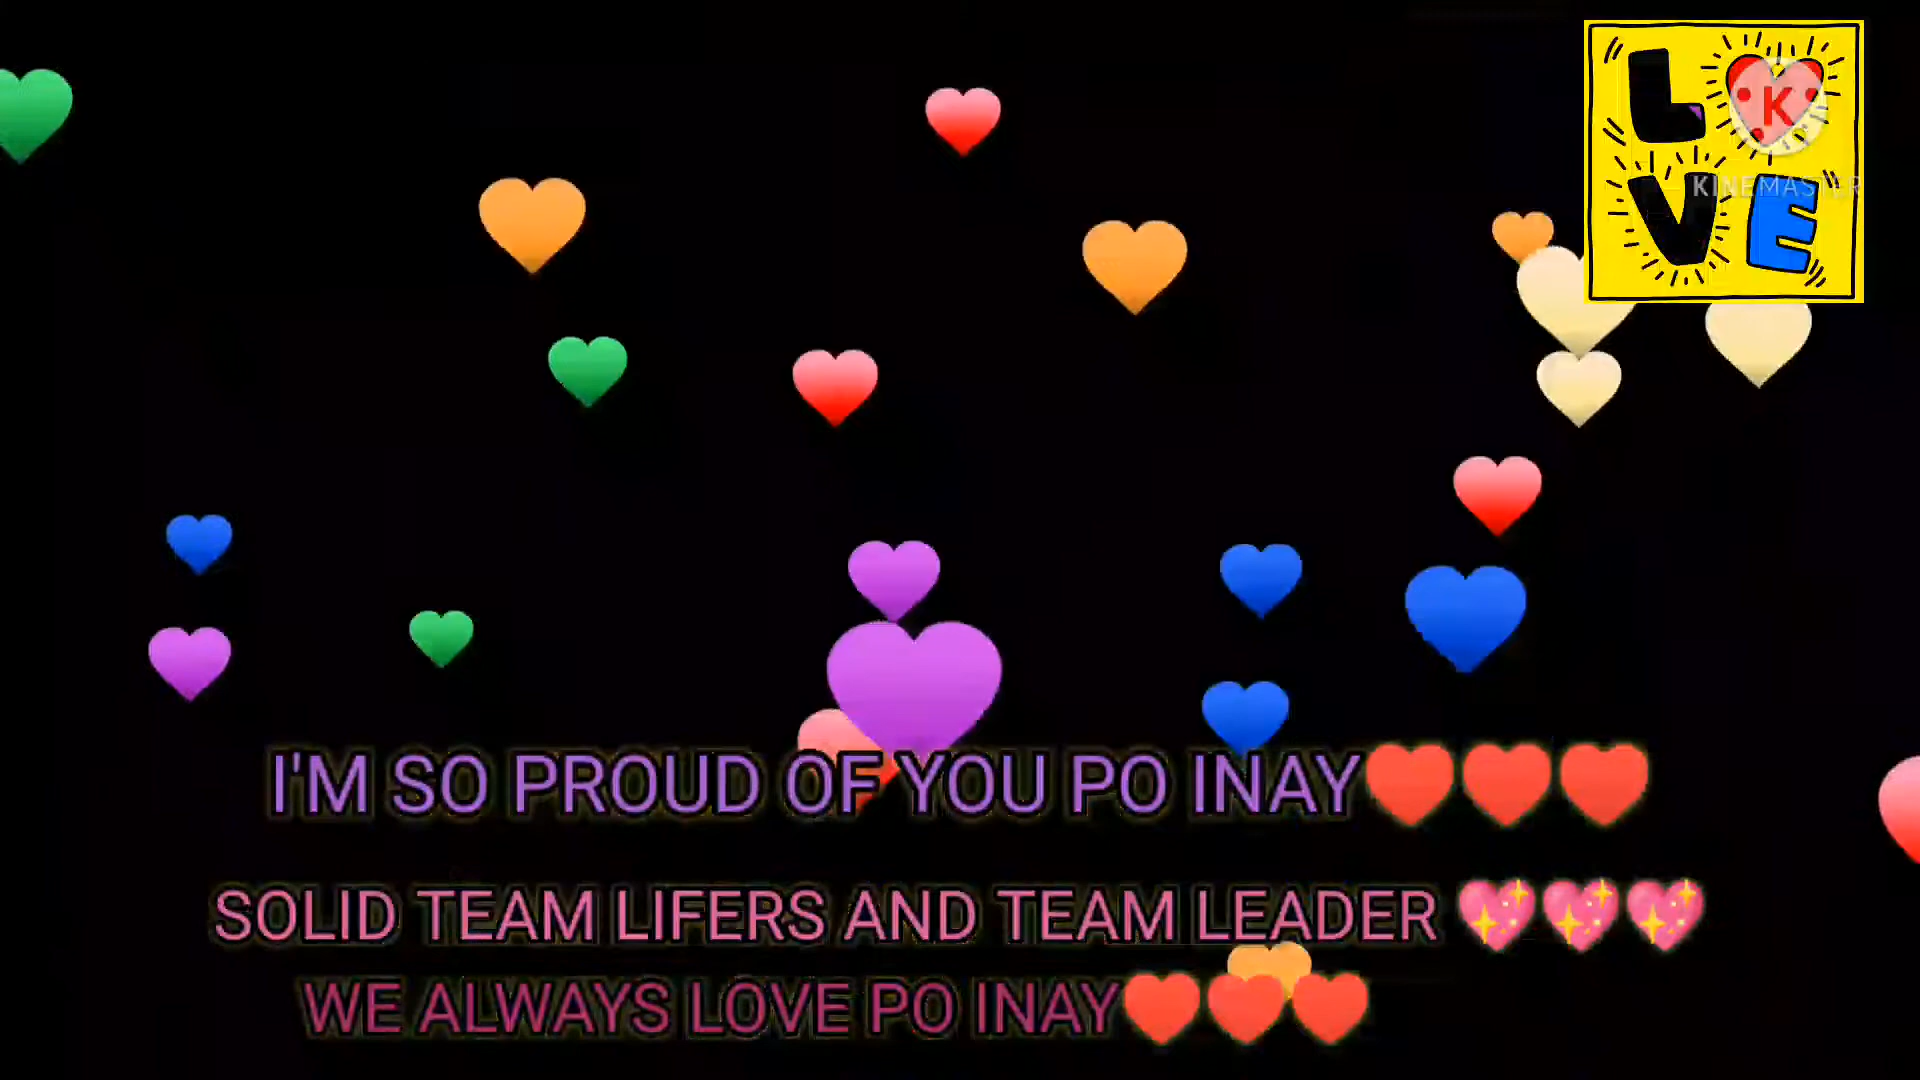 LOVE
K
KINEMASTER
I'M SO PROUD OF YOU PO INAY❤❤❤
SOLID TEAM LIFERS AND TEAM LEADER 💖💖💖
WE ALWAYS LOVE PO INAY❤❤❤